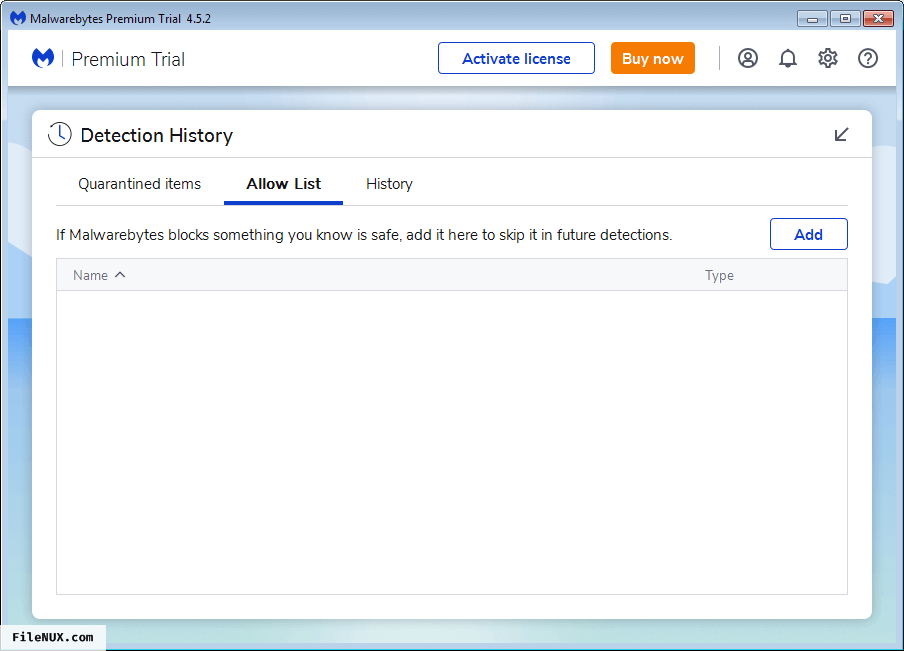 Malwarebytes Premium Trial 4.5.2
Premium Trial
Activate license
Buy now
Detection History
Quarantined items
Allow List
History
If Malwarebytes blocks something you know is safe, add it here to skip it in future detections.
Add
Name
Type
FileNUX.com